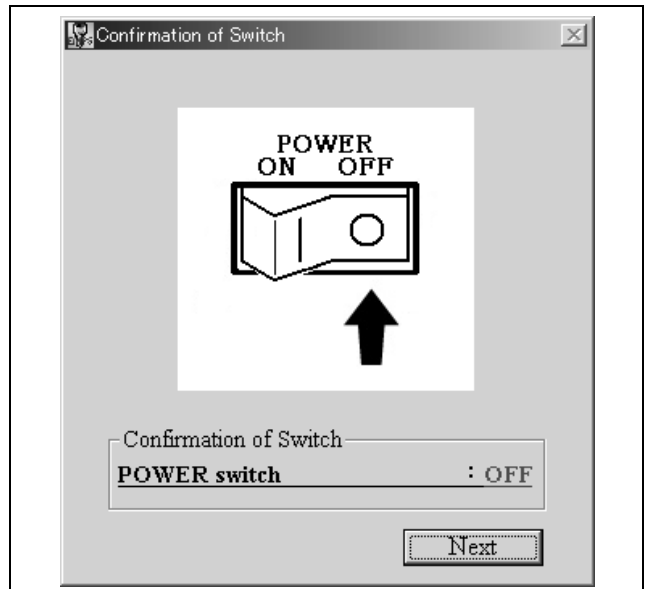 Confirmation of Switch
POWER
ON OFF
Confirmation of Switch
POWER switch : OFF
Next